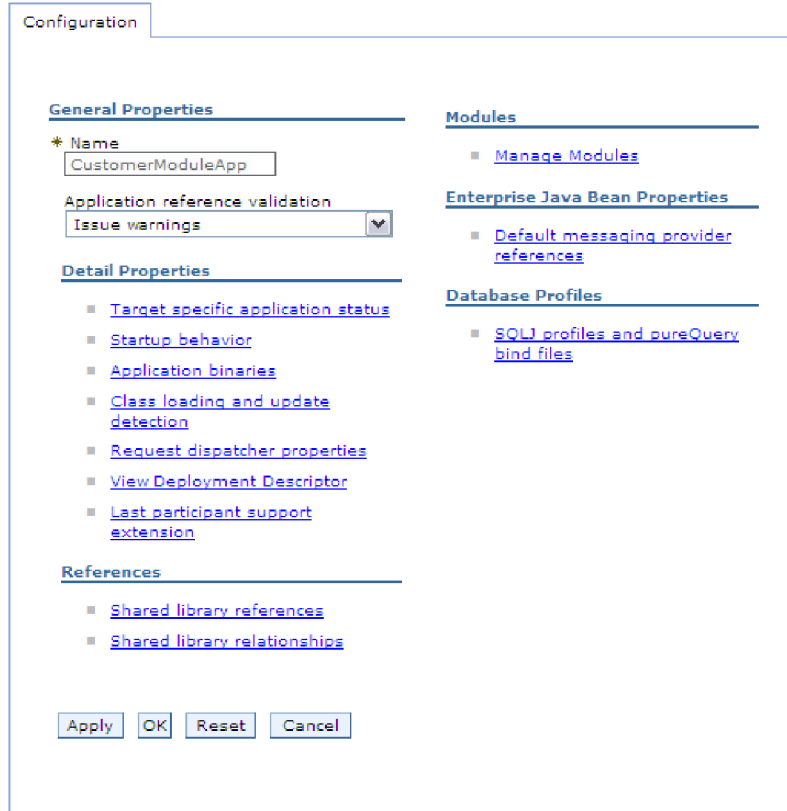 Configuration
General Properties
* Name
CustomerModuleApp
Application reference validation
Issue warnings
Detail Properties
Target specific application status
Startup behavior
Application binaries
Class loading and update
detection
Request dispatcher properties
View Deployment Descriptor
Last participant support
extension
References
Shared library references
Shared library relationships
Modules
Manage Modules
Enterprise Java Bean Properties
Default messaging provider
references
Database Profiles
SQLJ profiles and pureQuery
bind files
Apply OK Reset Cancel